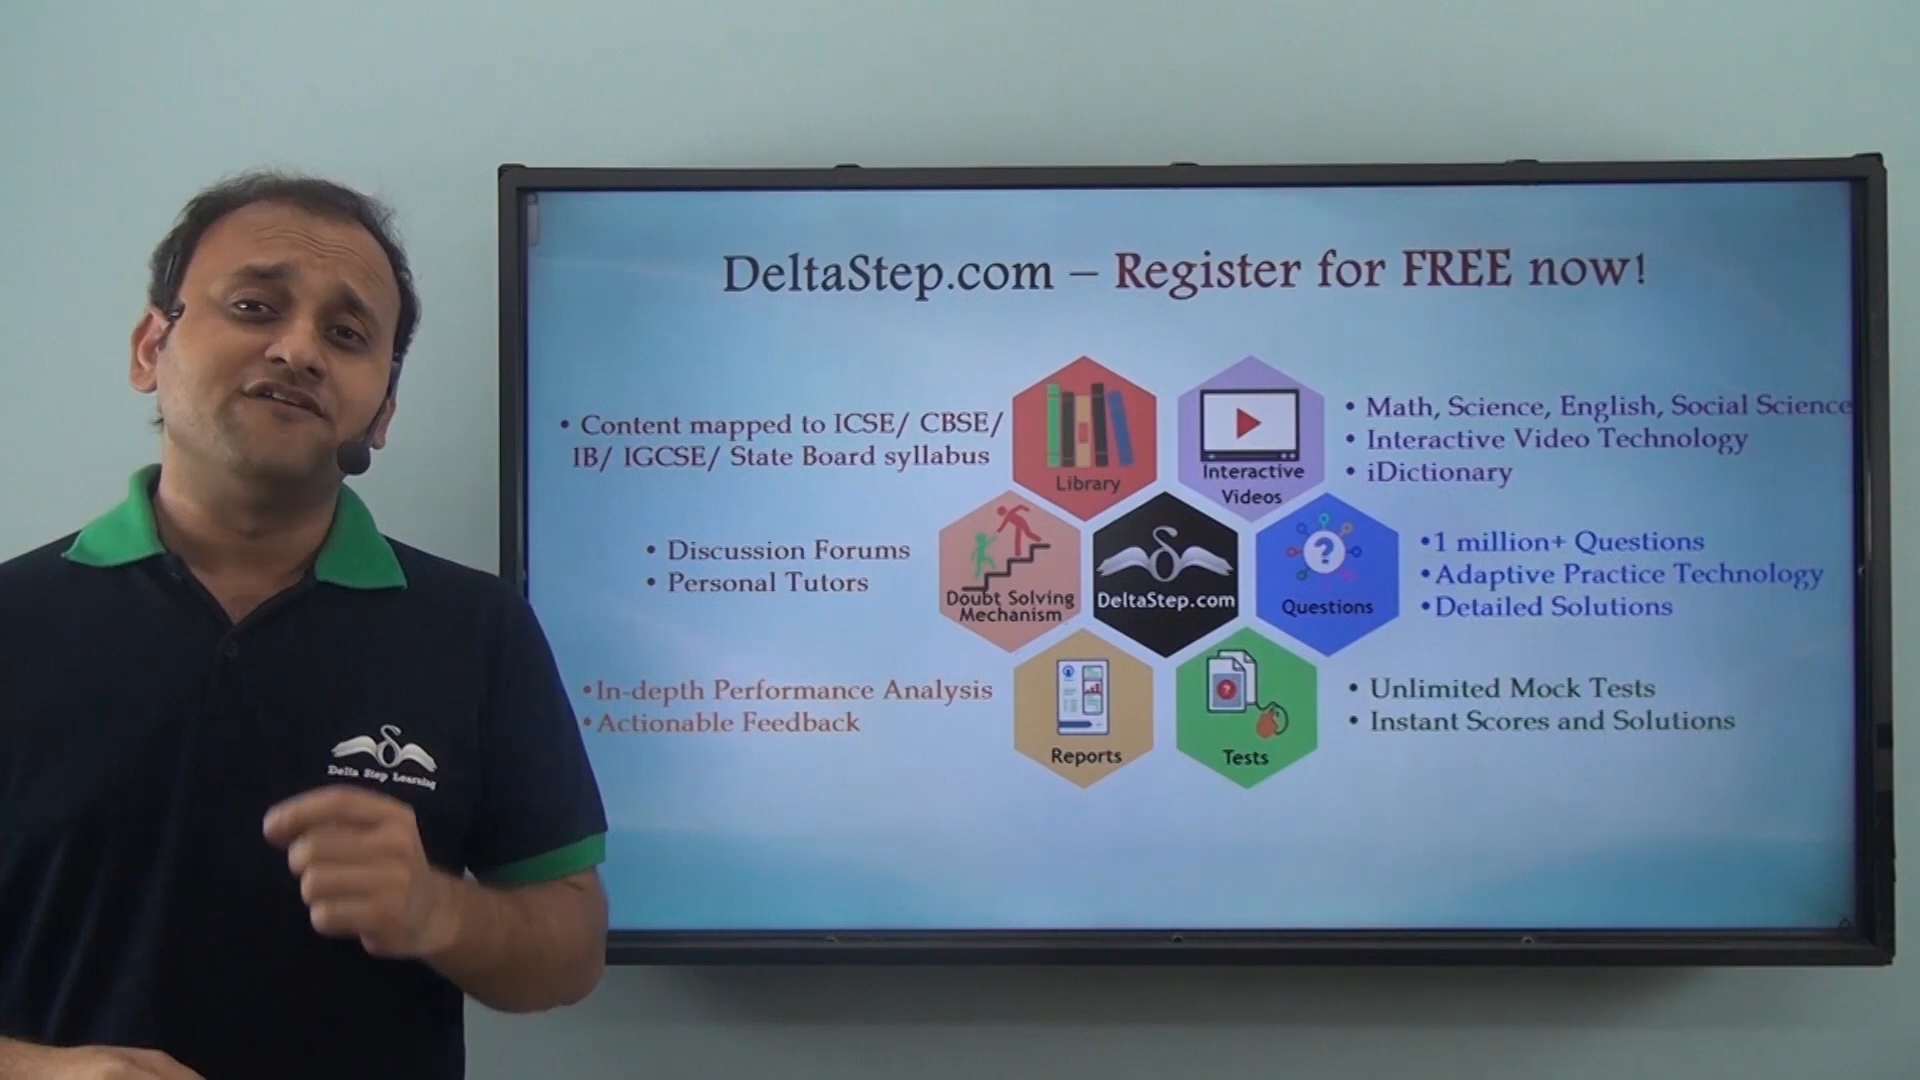 DeltaStep.com – Register for FREE now!
• Content mapped to ICSE/ CBSE/
IB/ IGCSE/ State Board syllabus
Library
Interactive
Videos
• Math, Science, English, Social Science
• Interactive Video Technology
• iDictionary
• Discussion Forums
• Personal Tutors
Doubt Solving
Mechanism
DeltaStep.com
?
Questions
•1 million+ Questions
•Adaptive Practice Technology
•Detailed Solutions
•In-depth Performance Analysis
•Actionable Feedback
Reports
?
Tests
• Unlimited Mock Tests
• Instant Scores and Solutions
Delta Step Learning